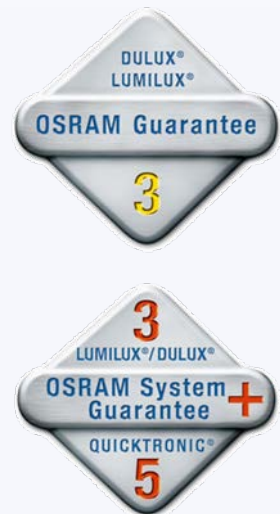 DULUX®
LUMILUX®
OSRAM Guarantee
3
3
LUMILUX®/DULUX®
OSRAM System +
Guarantee
QUICKTRONIC®
5